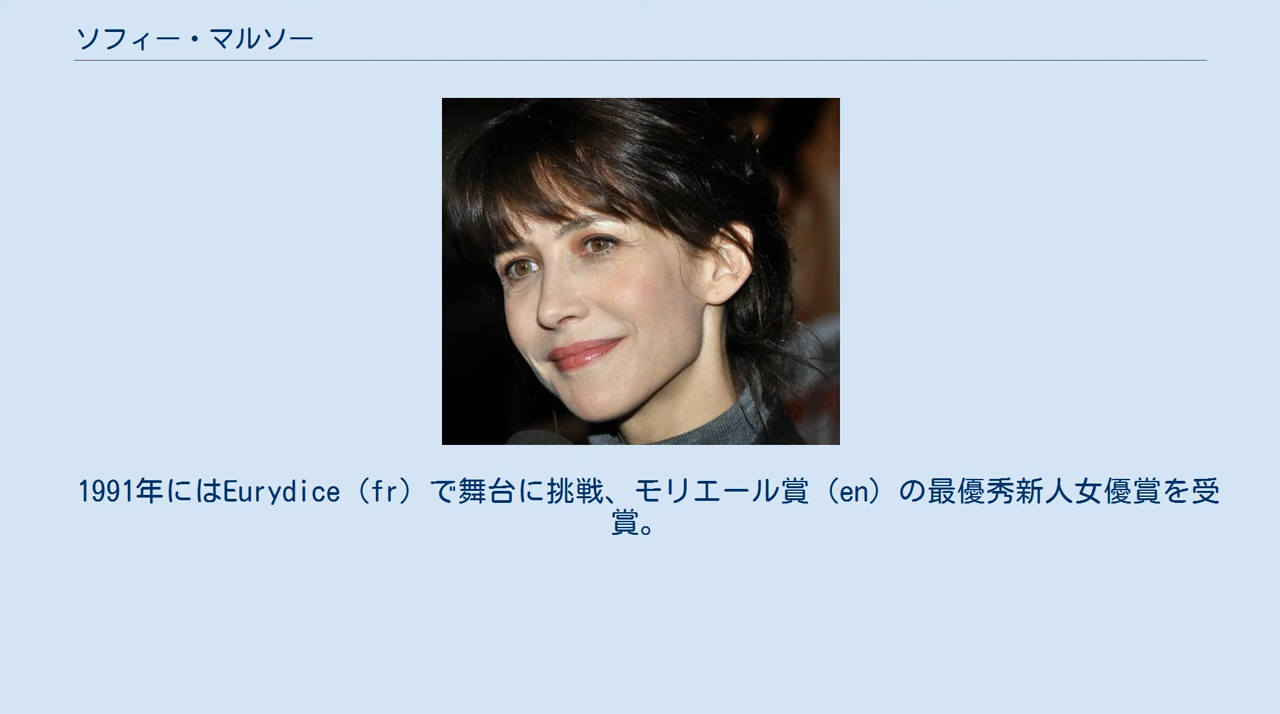 ソフィー・マルソー
1991年にはEurydice（fr）で舞台に挑戦、モリエール賞（en）の最優秀新人女優賞を受
賞。